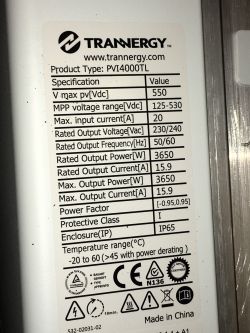 TRANNERGY
www.trannergy.com
Product Type: PVI4000TL
Specification Value
V max pv[Vdc] 550
MPP voltage range[Vdc] 125-530
Max. input current[A] 20
Rated Output Voltage[Vac] 230/240
Rated Output Frequency[Hz] 50/60
Rated Output Power[W] 3650
Rated Output Current[A] 15.9
Max. Output Power[W] 3650
Max. Output Current[A] 15.9
Power Factor [-0.95,0.95]
Protective Class I
Enclosure(IP) IP65
Temperature range(°C)
-20 to 60 (>45 with power derating)
CE
N136
532-02031-02
Made in China